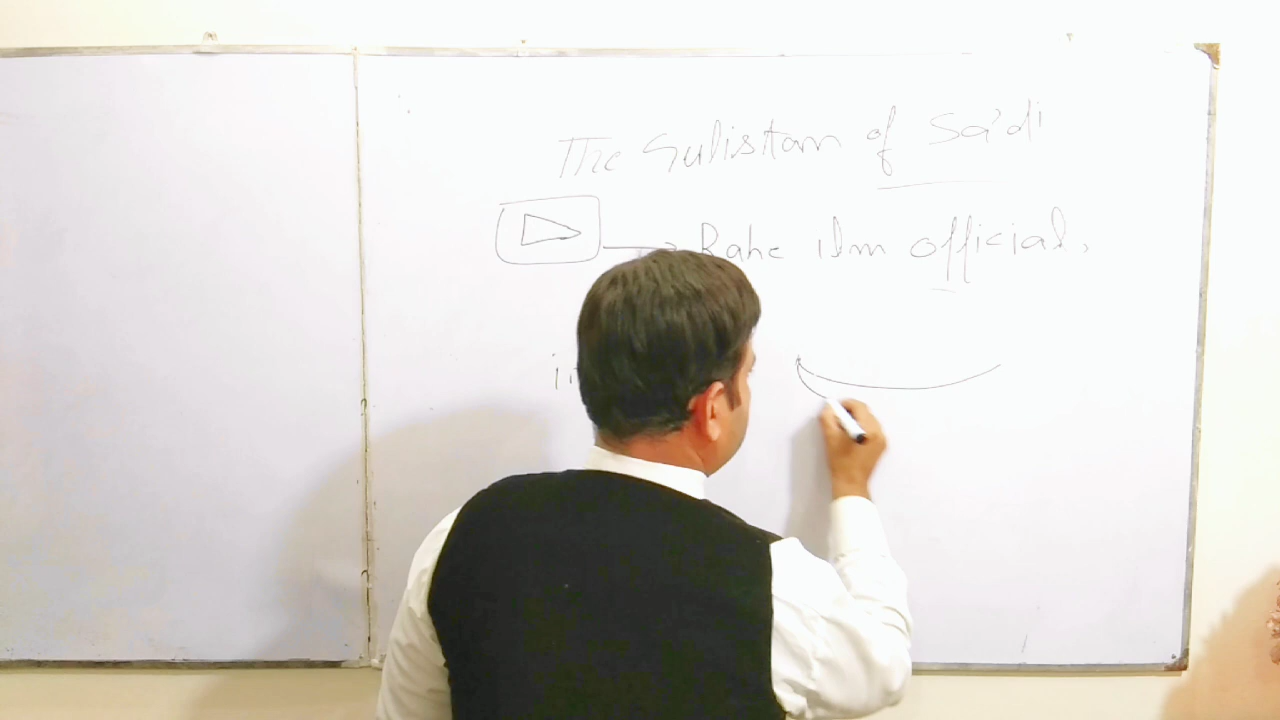 The Gulistan of Sa'di
Rahe ilm official,